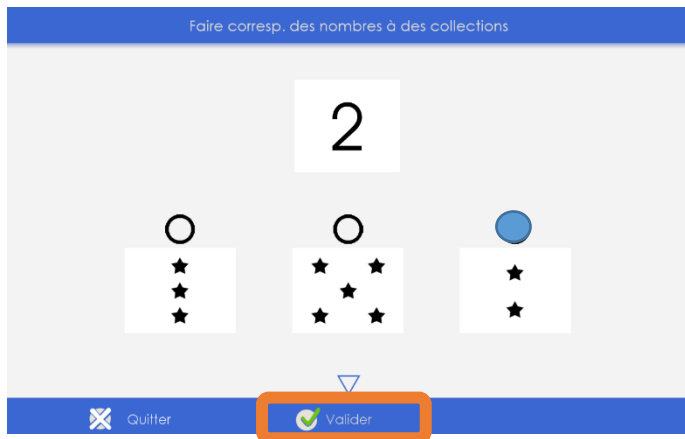 Faire corresp. des nombres à des collections
2
Quitter
Valider